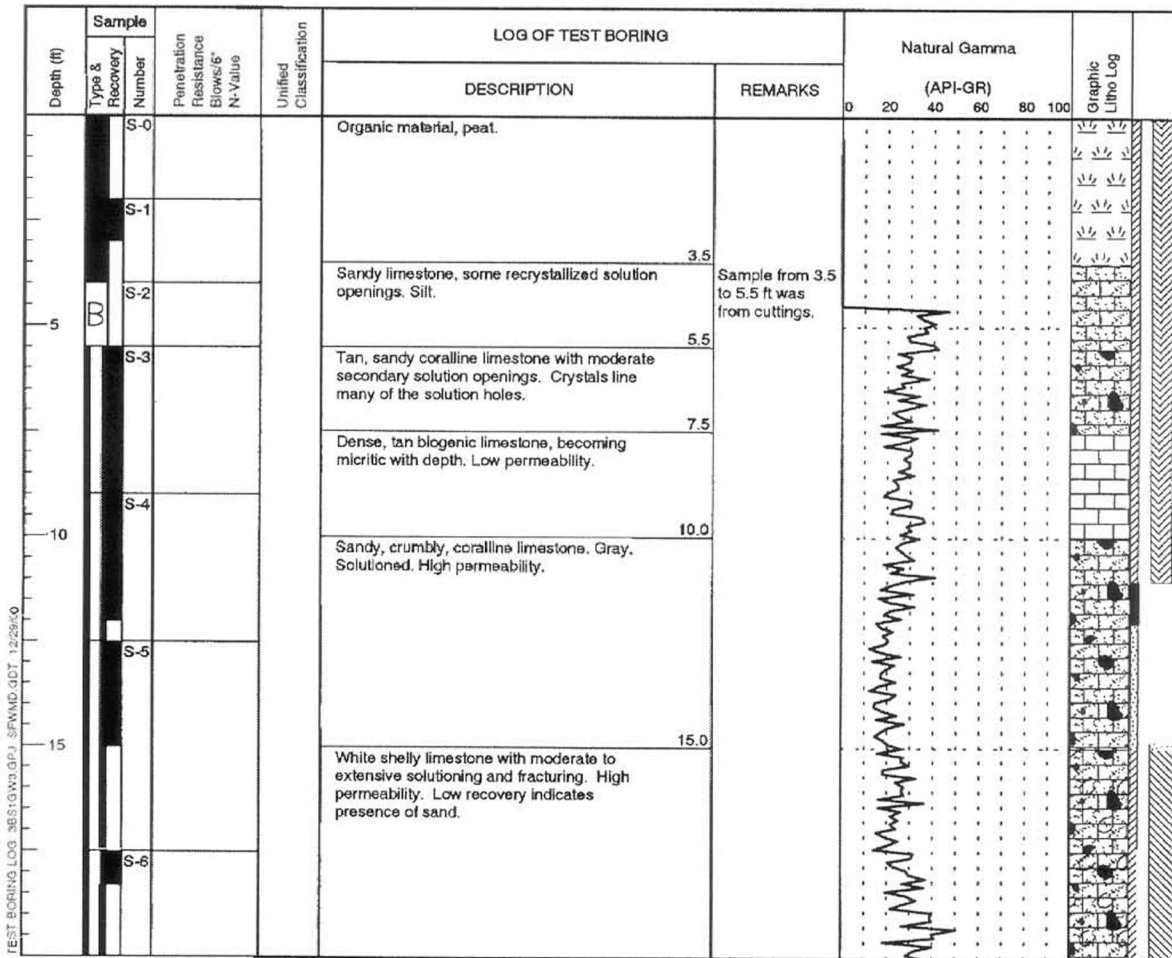 Sample
LOG OF TEST BORING
Depth (ft)
Type &
Recovery
Number
Penetration
Resistance
Blows/6"
N-Value
Unified
Classification
DESCRIPTION
REMARKS
Natural Gamma
(API-GR)
0 20 40 60 80 100
Graphic
Litho Log
S-0
Organic material, peat.
S-1
3.5
S-2
Sandy limestone, some recrystallized solution
openings. Silt.
5.5
Sample from 3.5
to 5.5 ft was
from cuttings.
5
S-3
Tan, sandy coralline limestone with moderate
secondary solution openings. Crystals line
many of the solution holes.
7.5
Dense, tan biogenic limestone, becoming
micritic with depth. Low permeability.
S-4
10.0
10
Sandy, crumbly, coralline limestone. Gray.
Solutioned. High permeability.
S-5
15.0
15
White shelly limestone with moderate to
extensive solutioning and fracturing. High
permeability. Low recovery indicates
presence of sand.
S-6
TEST BORING LOG 3BS1GW3.GPJ SFWMD.GDT 12/29/00